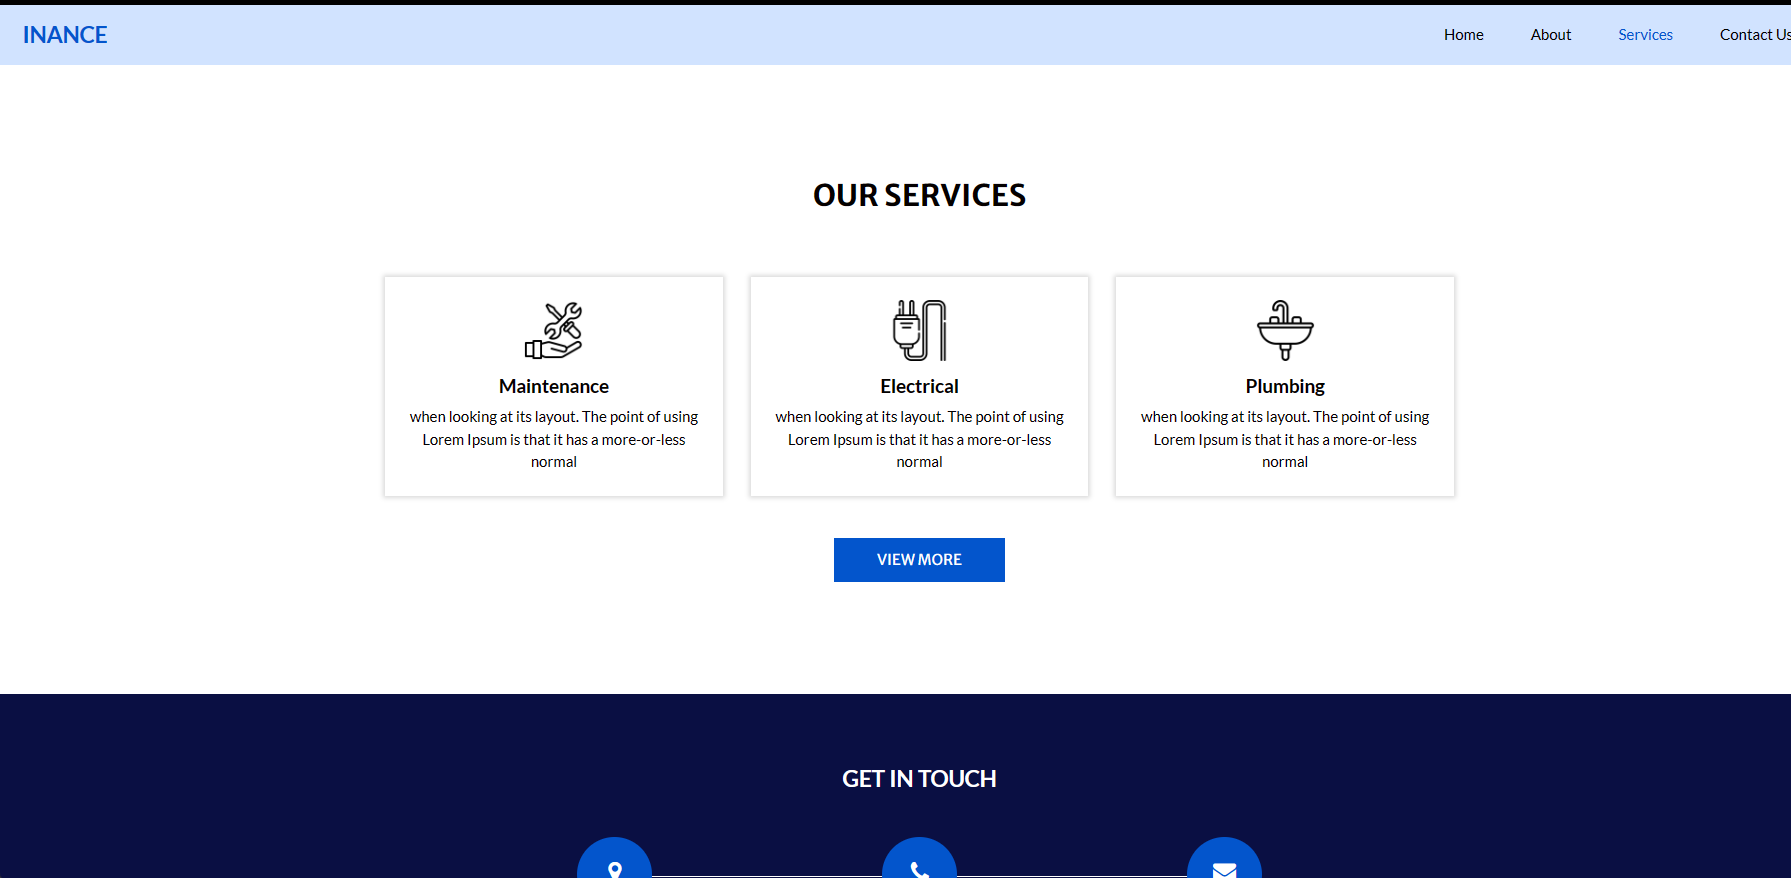 INANCE
Home About Services Contact Us
OUR SERVICES
Maintenance
when looking at its layout. The point of using
Lorem Ipsum is that it has a more-or-less
normal
Electrical
when looking at its layout. The point of using
Lorem Ipsum is that it has a more-or-less
normal
Plumbing
when looking at its layout. The point of using
Lorem Ipsum is that it has a more-or-less
normal
VIEW MORE
GET IN TOUCH